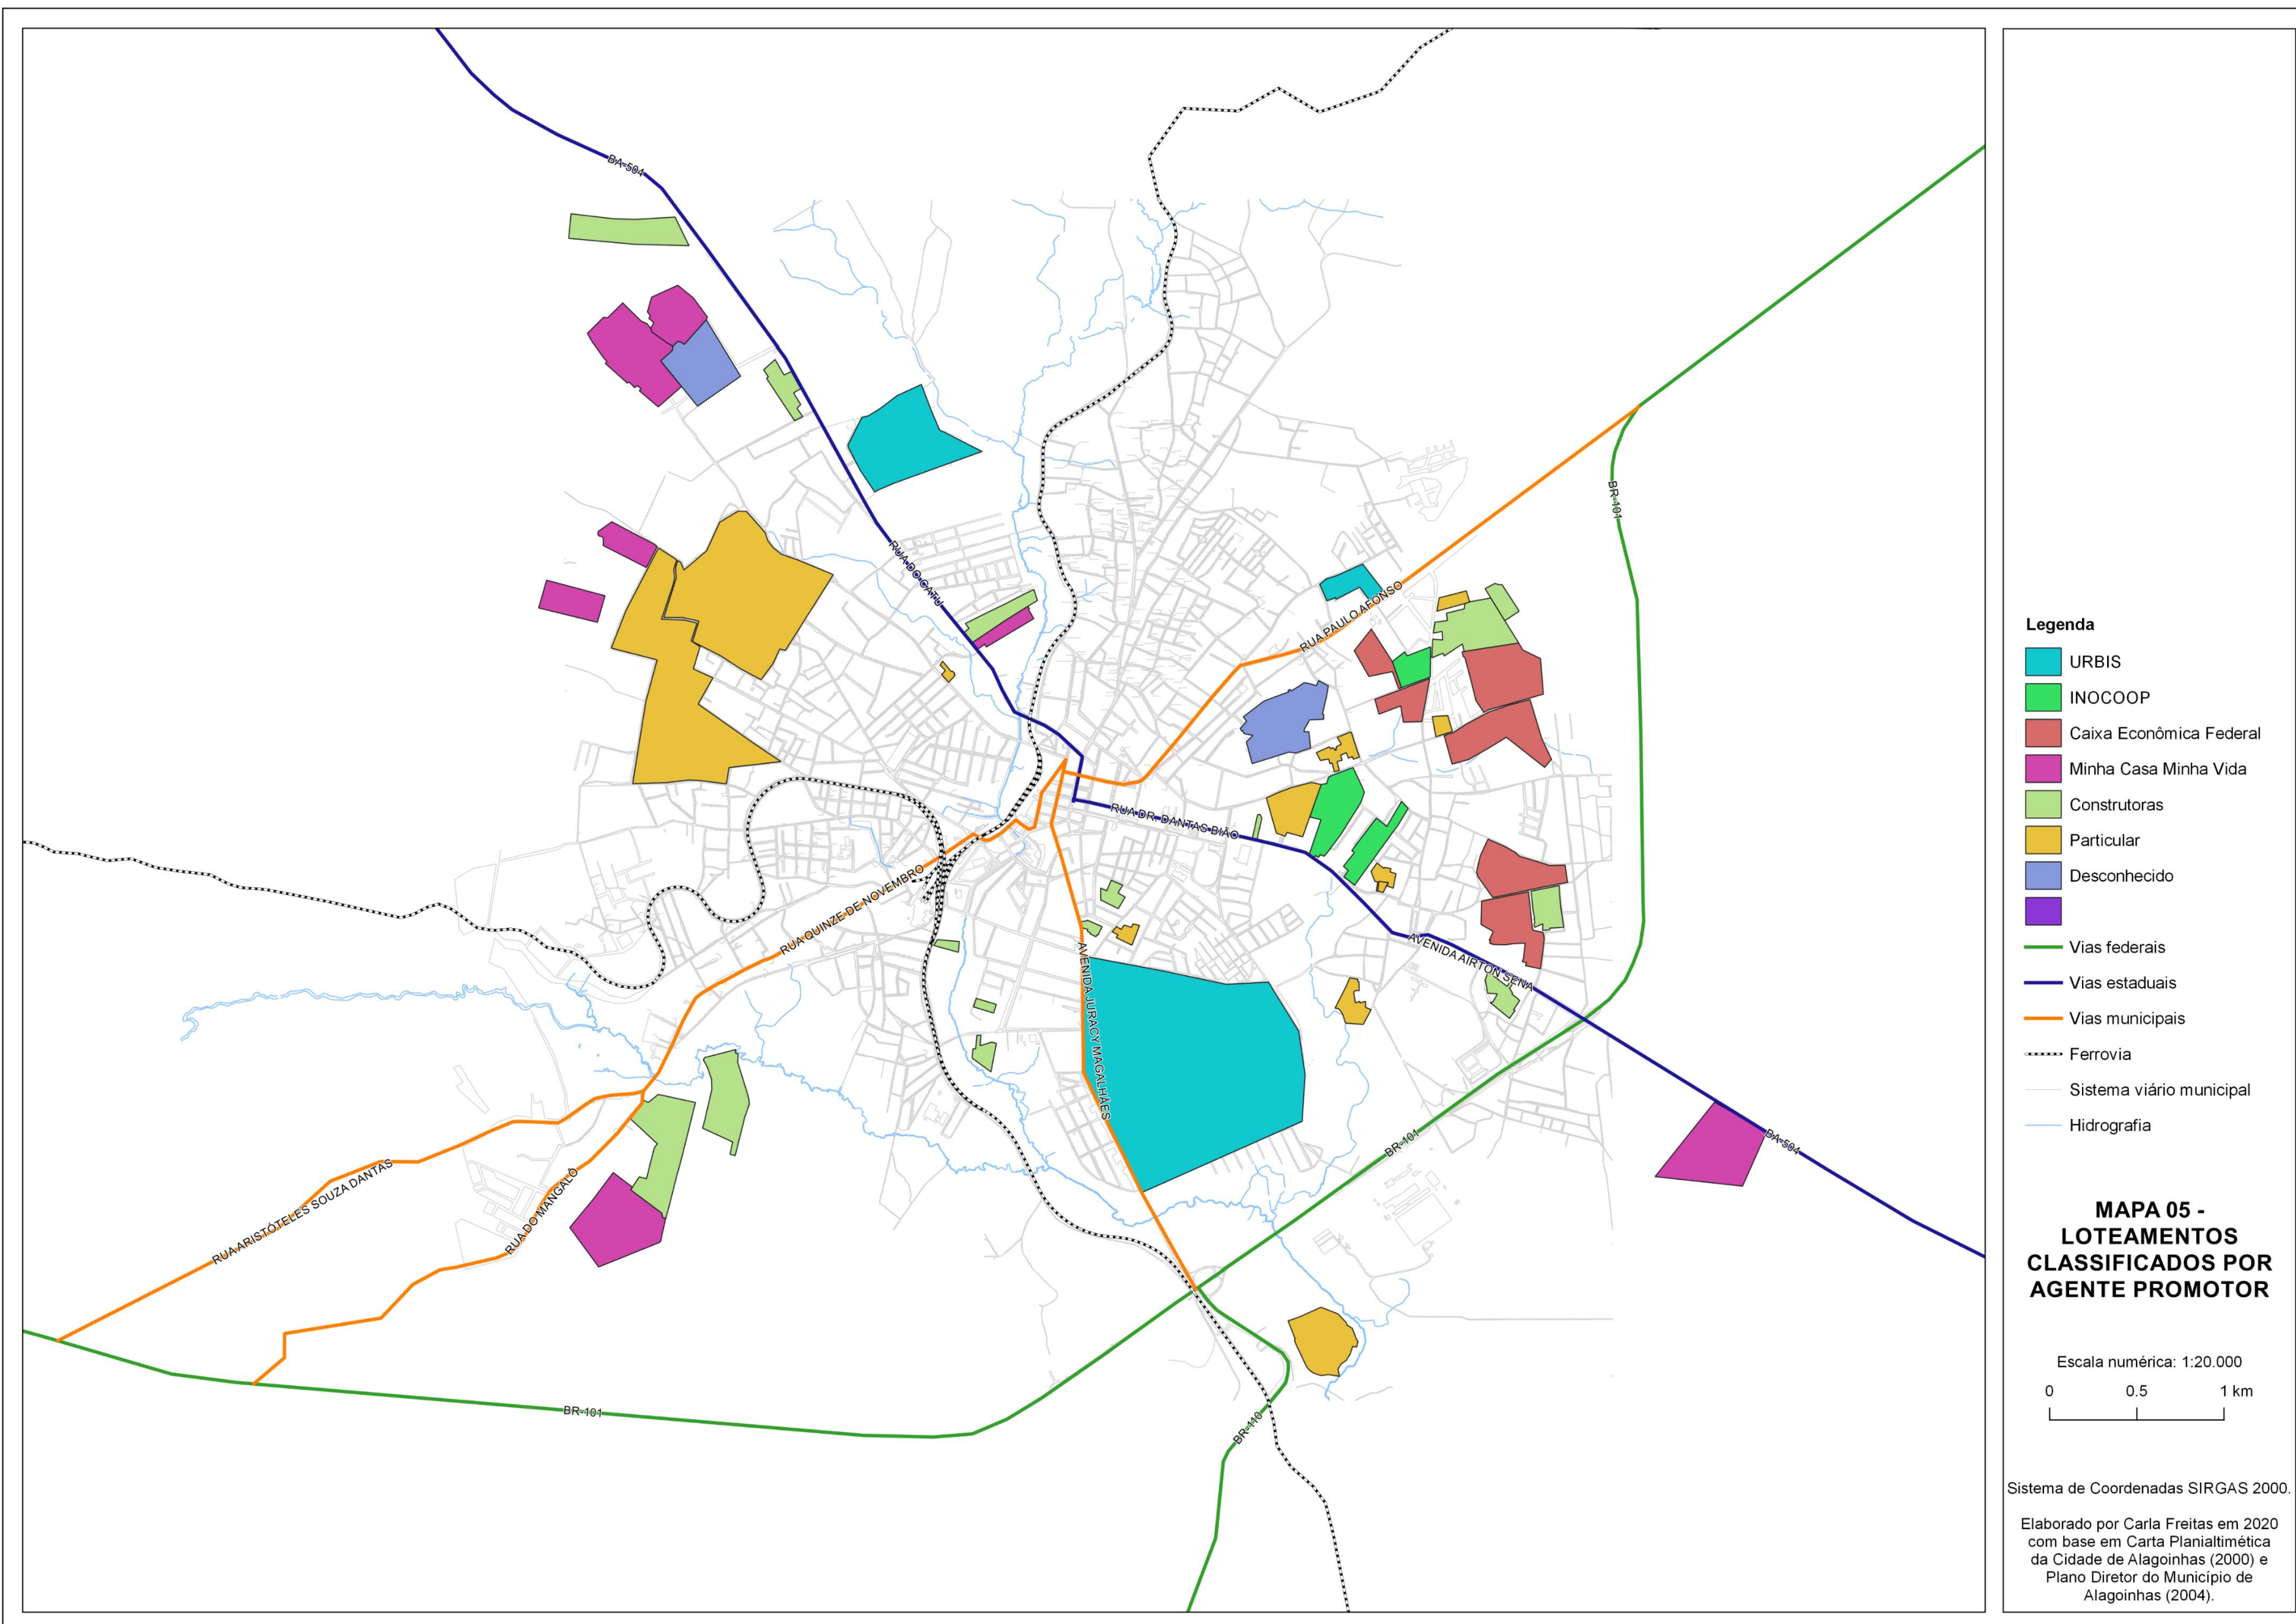 BA-504
RUA DO CATU
BR-101
RUA PAULO AFONSO
RUA DR. DANTAS BIÃO
RUA QUINZE DE NOVEMBRO
AVENIDA AIRTON SENA
AVENIDA JURACY MAGALHÃES
BR-101
BA-504
RUA ARISTÓTELES SOUZA DANTAS
RUA DO MANGALÔ
BR-101
BR-110
Legenda
URBIS
INOCOOP
Caixa Econômica Federal
Minha Casa Minha Vida
Construtoras
Particular
Desconhecido
Vias federais
Vias estaduais
Vias municipais
Ferrovia
Sistema viário municipal
Hidrografia
MAPA 05 -
LOTEAMENTOS
CLASSIFICADOS POR
AGENTE PROMOTOR
Escala numérica: 1:20.000
0 0.5 1 km
Sistema de Coordenadas SIRGAS 2000.
Elaborado por Carla Freitas em 2020
com base em Carta Planialtimética
da Cidade de Alagoinhas (2000) e
Plano Diretor do Município de
Alagoinhas (2004).